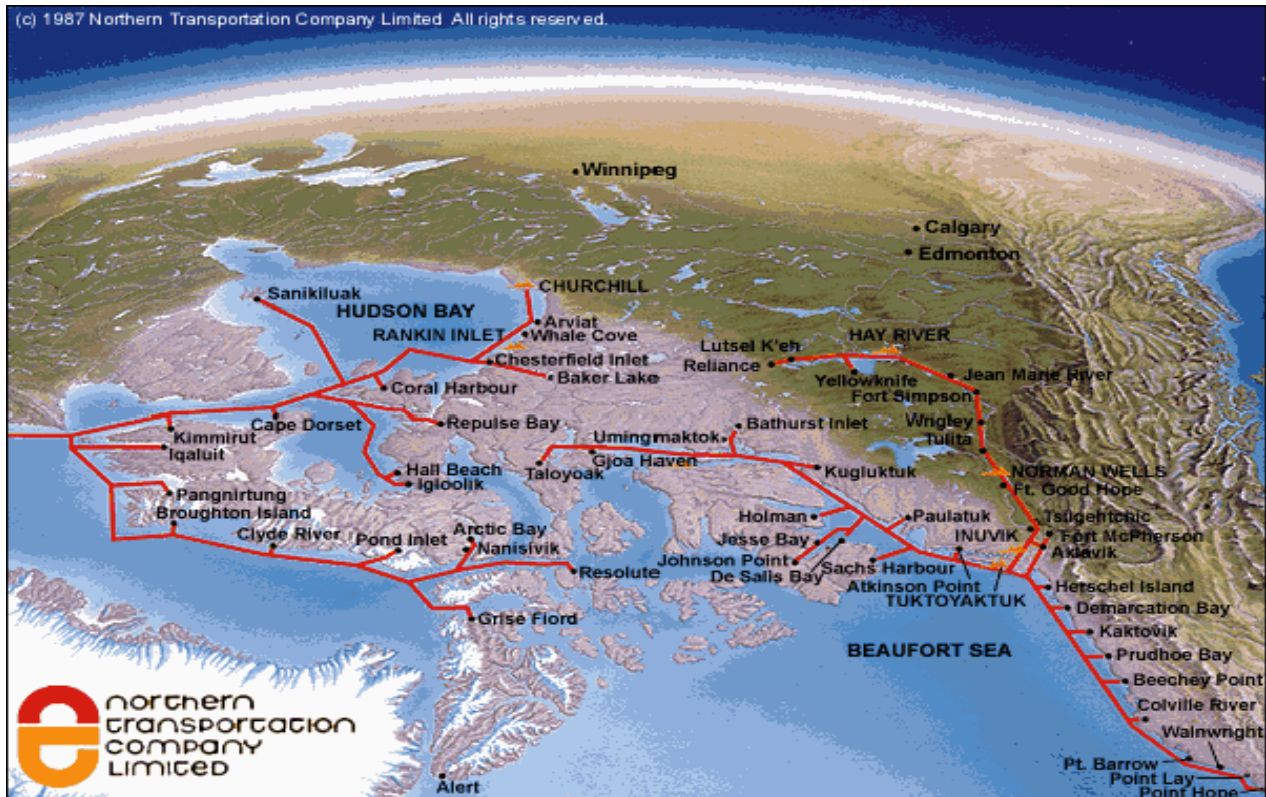 (c) 1987 Northern Transportation Company Limited All rights reserved.
Winnipeg
Calgary
Edmonton
Sanikiluak
CHURCHILL
HUDSON BAY
Arviat
RANKIN INLET
Whale Cove
HAY RIVER
Lutsel K'eh
Chesterfield Inlet
Reliance
Baker Lake
Jean Marie River
Yellowknife
Coral Harbour
Fort Simpson
Cape Dorset
Repulse Bay
Bathurst Inlet
Wrigley
Kimmirut
Umingmaktok
Tulita
Iqaluit
Gjoa Haven
Hall Beach
Taloyoak
Kugluktuk
NORMAN WELLS
Igloolik
Ft. Good Hope
Pangnirtung
Broughton Island
Holman
Paulatuk
Tsiigehtchic
Clyde River
Arctic Bay
INUVIK
Fort McPherson
Pond Inlet
Nanisivik
Jesse Bay
Aklavik
Johnson Point
Resolute
De Salis Bay
Sachs Harbour
Atkinson Point
Herschel Island
TUKTOYAKTUK
Demarcation Bay
Grise Fiord
Kaktovik
BEAUFORT SEA
Prudhoe Bay
Beechey Point
Colville River
Wainwright
Pt. Barrow
Point Lay
Point Hope
Alert
northern
transportation
company
limited